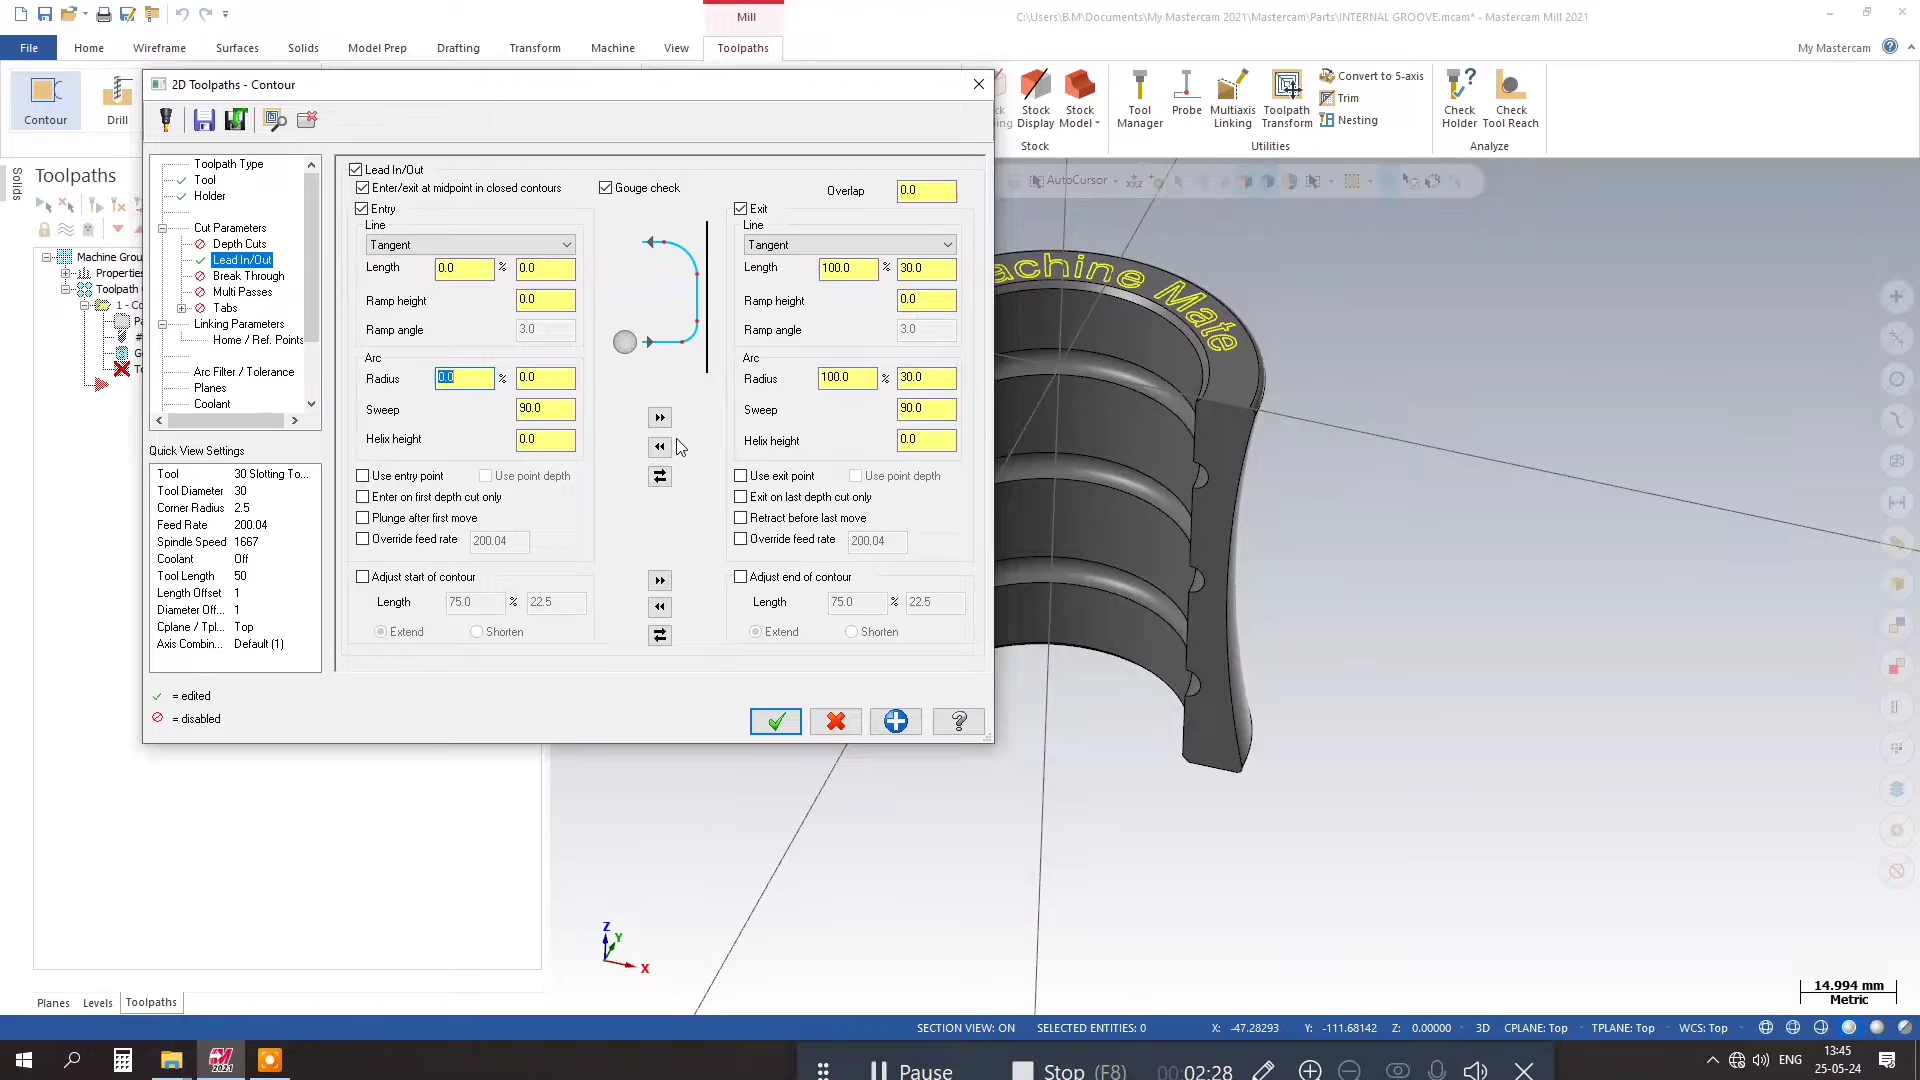 Mill
C:\Users\B.M\Documents\My Mastercam 2021\Mastercam\Parts\INTERNAL GROOVE.mcam* - Mastercam Mill 2021
File
Home
Wireframe
Surfaces
Solids
Model Prep
Drafting
Transform
Machine
View
Toolpaths
My Mastercam
Contour
Drill
2D Toolpaths - Contour
Stock
Display
Stock
Model
Tool
Manager
Probe
Multiaxis
Linking
Toolpath
Transform
Convert to 5-axis
Trim
Nesting
Check
Holder
Check
Tool Reach
Stock
Utilities
Analyze
Solids
Toolpaths
Machine Grou
Properties
Toolpath
1 - Co
Toolpath Type
Tool
Holder
Cut Parameters
Depth Cuts
Lead In/Out
Break Through
Multi Passes
Tabs
Linking Parameters
Home / Ref. Points
Arc Filter / Tolerance
Planes
Coolant
Quick View Settings
Tool 30 Slotting To...
Tool Diameter 30
Corner Radius 2.5
Feed Rate 200.04
Spindle Speed 1667
Coolant Off
Tool Length 50
Length Offset 1
Diameter Off... 1
Cplane / Tpl... Top
Axis Combin... Default (1)
= edited
= disabled
Lead In/Out
Enter/exit at midpoint in closed contours
Gouge check
Overlap 0.0
Entry
Line
Tangent
Length 0.0 % 0.0
Ramp height 0.0
Ramp angle 3.0
Arc
Radius 0.0 % 0.0
Sweep 90.0
Helix height 0.0
Use entry point Use point depth
Enter on first depth cut only
Plunge after first move
Override feed rate 200.04
Adjust start of contour
Length 75.0 % 22.5
Extend Shorten
Exit
Line
Tangent
Length 100.0 % 30.0
Ramp height 0.0
Ramp angle 3.0
Arc
Radius 100.0 % 30.0
Sweep 90.0
Helix height 0.0
Use exit point Use point depth
Exit on last depth cut only
Retract before last move
Override feed rate 200.04
Adjust end of contour
Length 75.0 % 22.5
Extend Shorten
AutoCursor
achine Mate
Z
Y
X
14.994 mm
Metric
Planes
Levels
Toolpaths
SECTION VIEW: ON SELECTED ENTITIES: 0 X: -47.28293 Y: -111.68142 Z: 0.00000 3D CPLANE: Top TPLANE: Top WCS: Top
2021
Pause
Stop (F8)
00:02:28
ENG
13:45
25-05-24